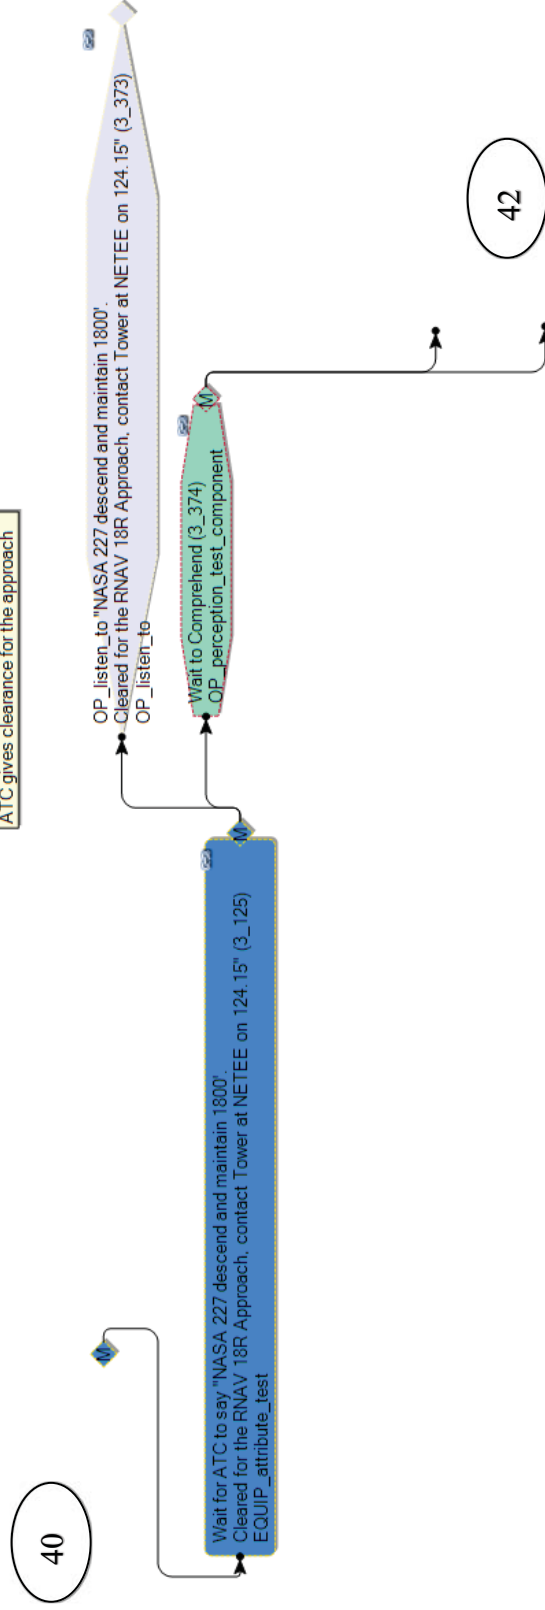 ATC gives clearance for the approach
40
M
Wait for ATC to say "NASA 227 descend and maintain 1800'.
Cleared for the RNAV 18R Approach, contact Tower at NETEE on 124.15" (3_125)
EQUIP_attribute_test
M
OP_listen_to "NASA 227 descend and maintain 1800'.
Cleared for the RNAV 18R Approach, contact Tower at NETEE on 124.15" (3_373)
OP_listen_to
Wait to Comprehend (3_374)
OP_perception_test_component
M
42